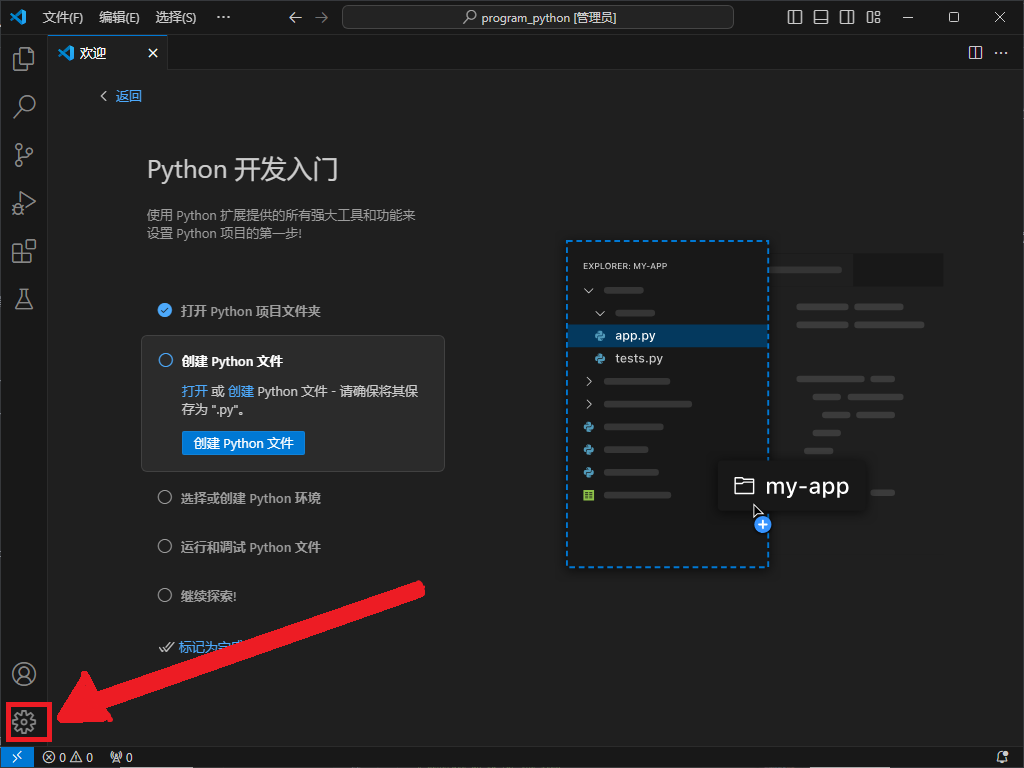 文件(F) 编辑(E) 选择(S) ··· program_python [管理员]
欢迎
返回
Python 开发入门
使用 Python 扩展提供的所有强大工具和功能来
设置 Python 项目的第一步!
打开 Python 项目文件夹
创建 Python 文件
打开 或 创建 Python 文件 - 请确保将其保
存为 ".py"。
创建 Python 文件
选择或创建 Python 环境
运行和调试 Python 文件
继续探索!
标记为完
EXPLORER: MY-APP
app.py
tests.py
my-app
0 0 0